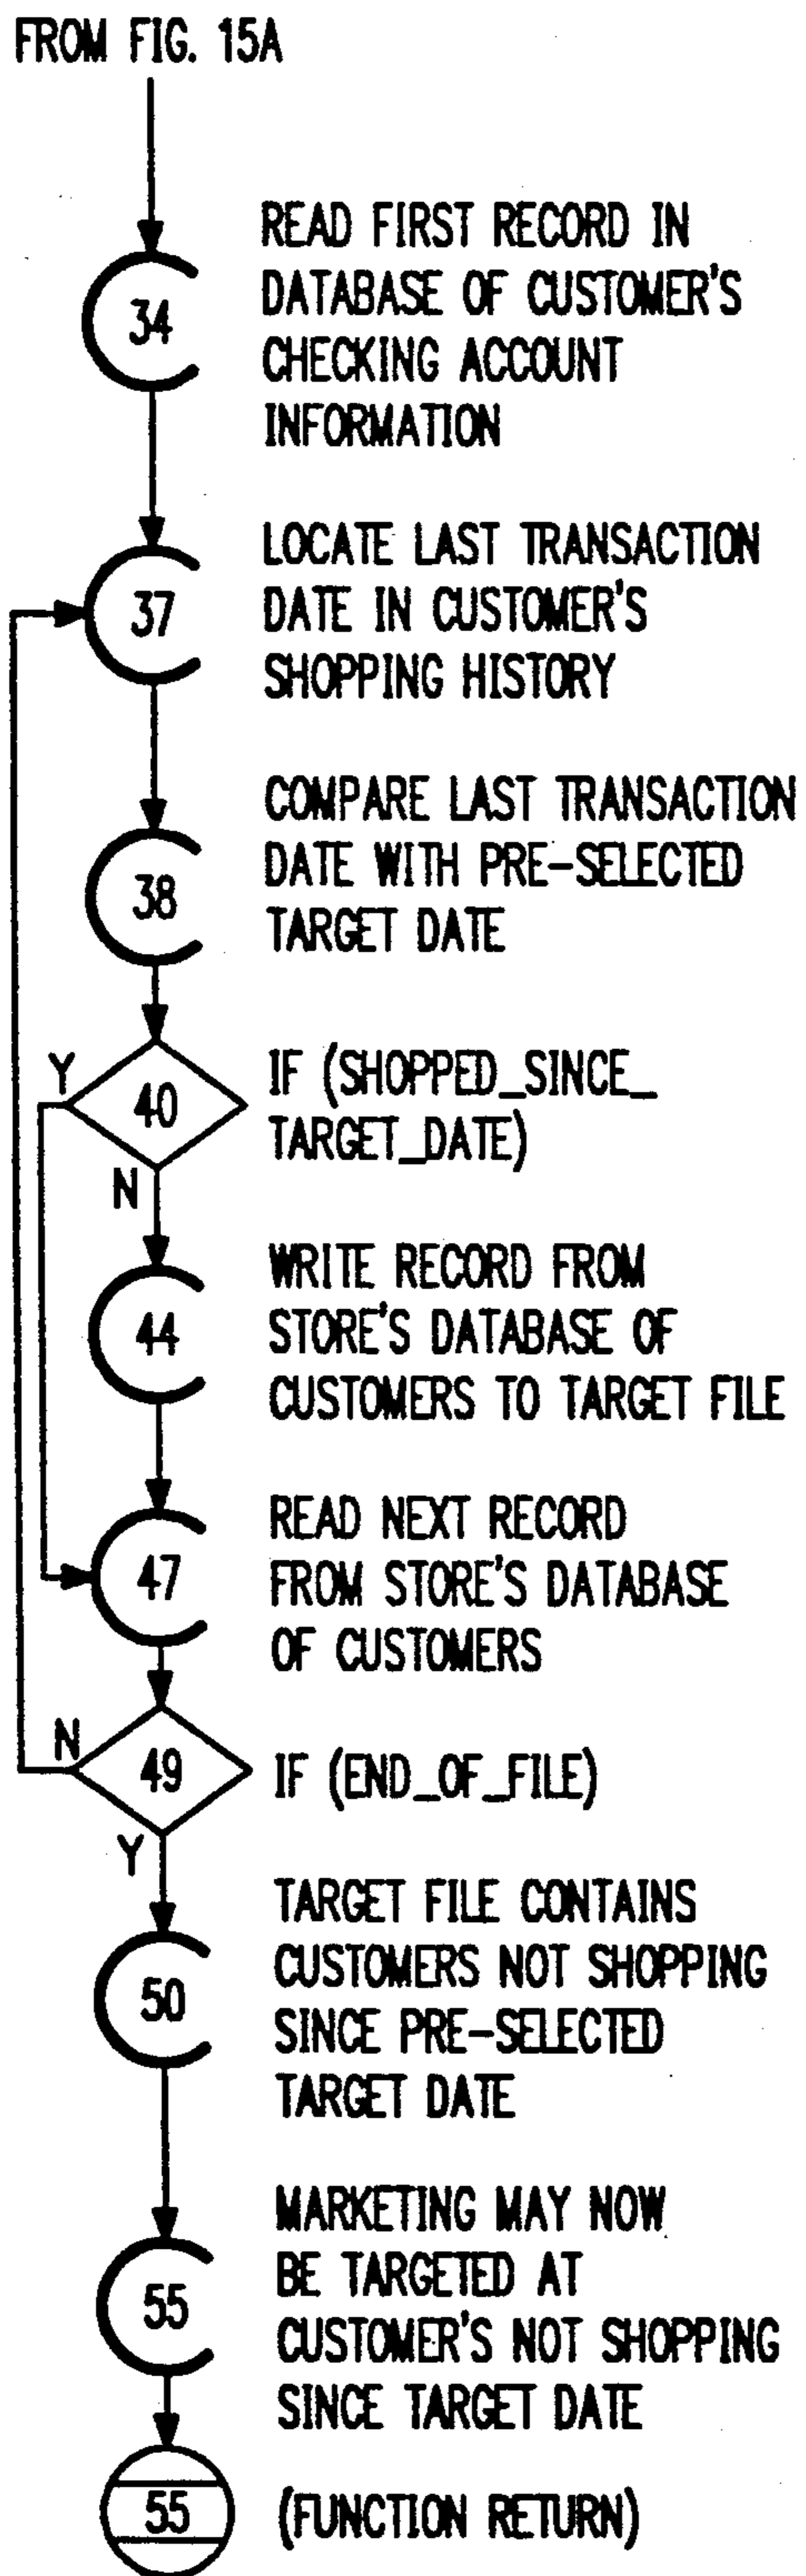 FROM FIG. 15A
34
READ FIRST RECORD IN
DATABASE OF CUSTOMER'S
CHECKING ACCOUNT
INFORMATION
37
LOCATE LAST TRANSACTION
DATE IN CUSTOMER'S
SHOPPING HISTORY
38
COMPARE LAST TRANSACTION
DATE WITH PRE-SELECTED
TARGET DATE
Y
40
N
IF (SHOPPED_SINCE_
TARGET_DATE)
44
WRITE RECORD FROM
STORE'S DATABASE OF
CUSTOMERS TO TARGET FILE
47
READ NEXT RECORD
FROM STORE'S DATABASE
OF CUSTOMERS
N
49
Y
IF (END_OF_FILE)
50
TARGET FILE CONTAINS
CUSTOMERS NOT SHOPPING
SINCE PRE-SELECTED
TARGET DATE
55
MARKETING MAY NOW
BE TARGETED AT
CUSTOMER'S NOT SHOPPING
SINCE TARGET DATE
55
(FUNCTION RETURN)